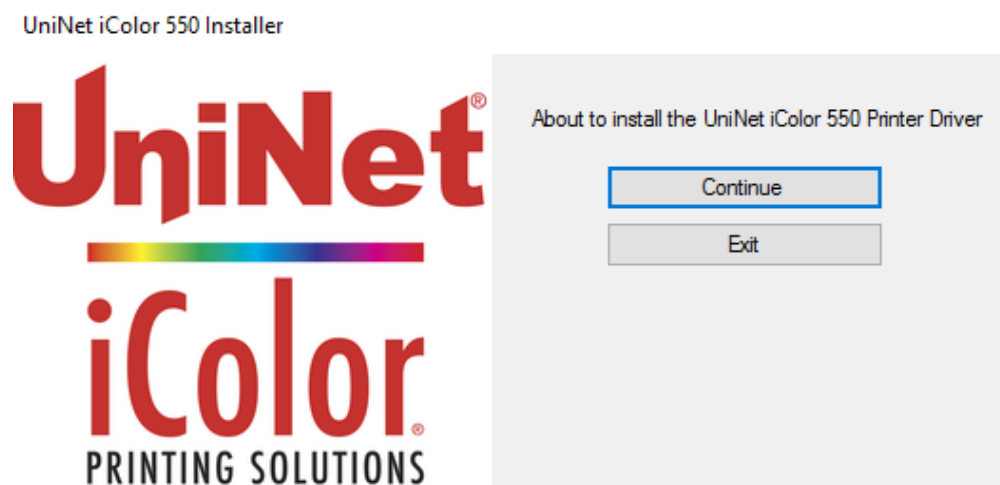 UniNet iColor 550 Installer
UniNet®
iColor®
PRINTING SOLUTIONS
About to install the UniNet iColor 550 Printer Driver
Continue
Exit